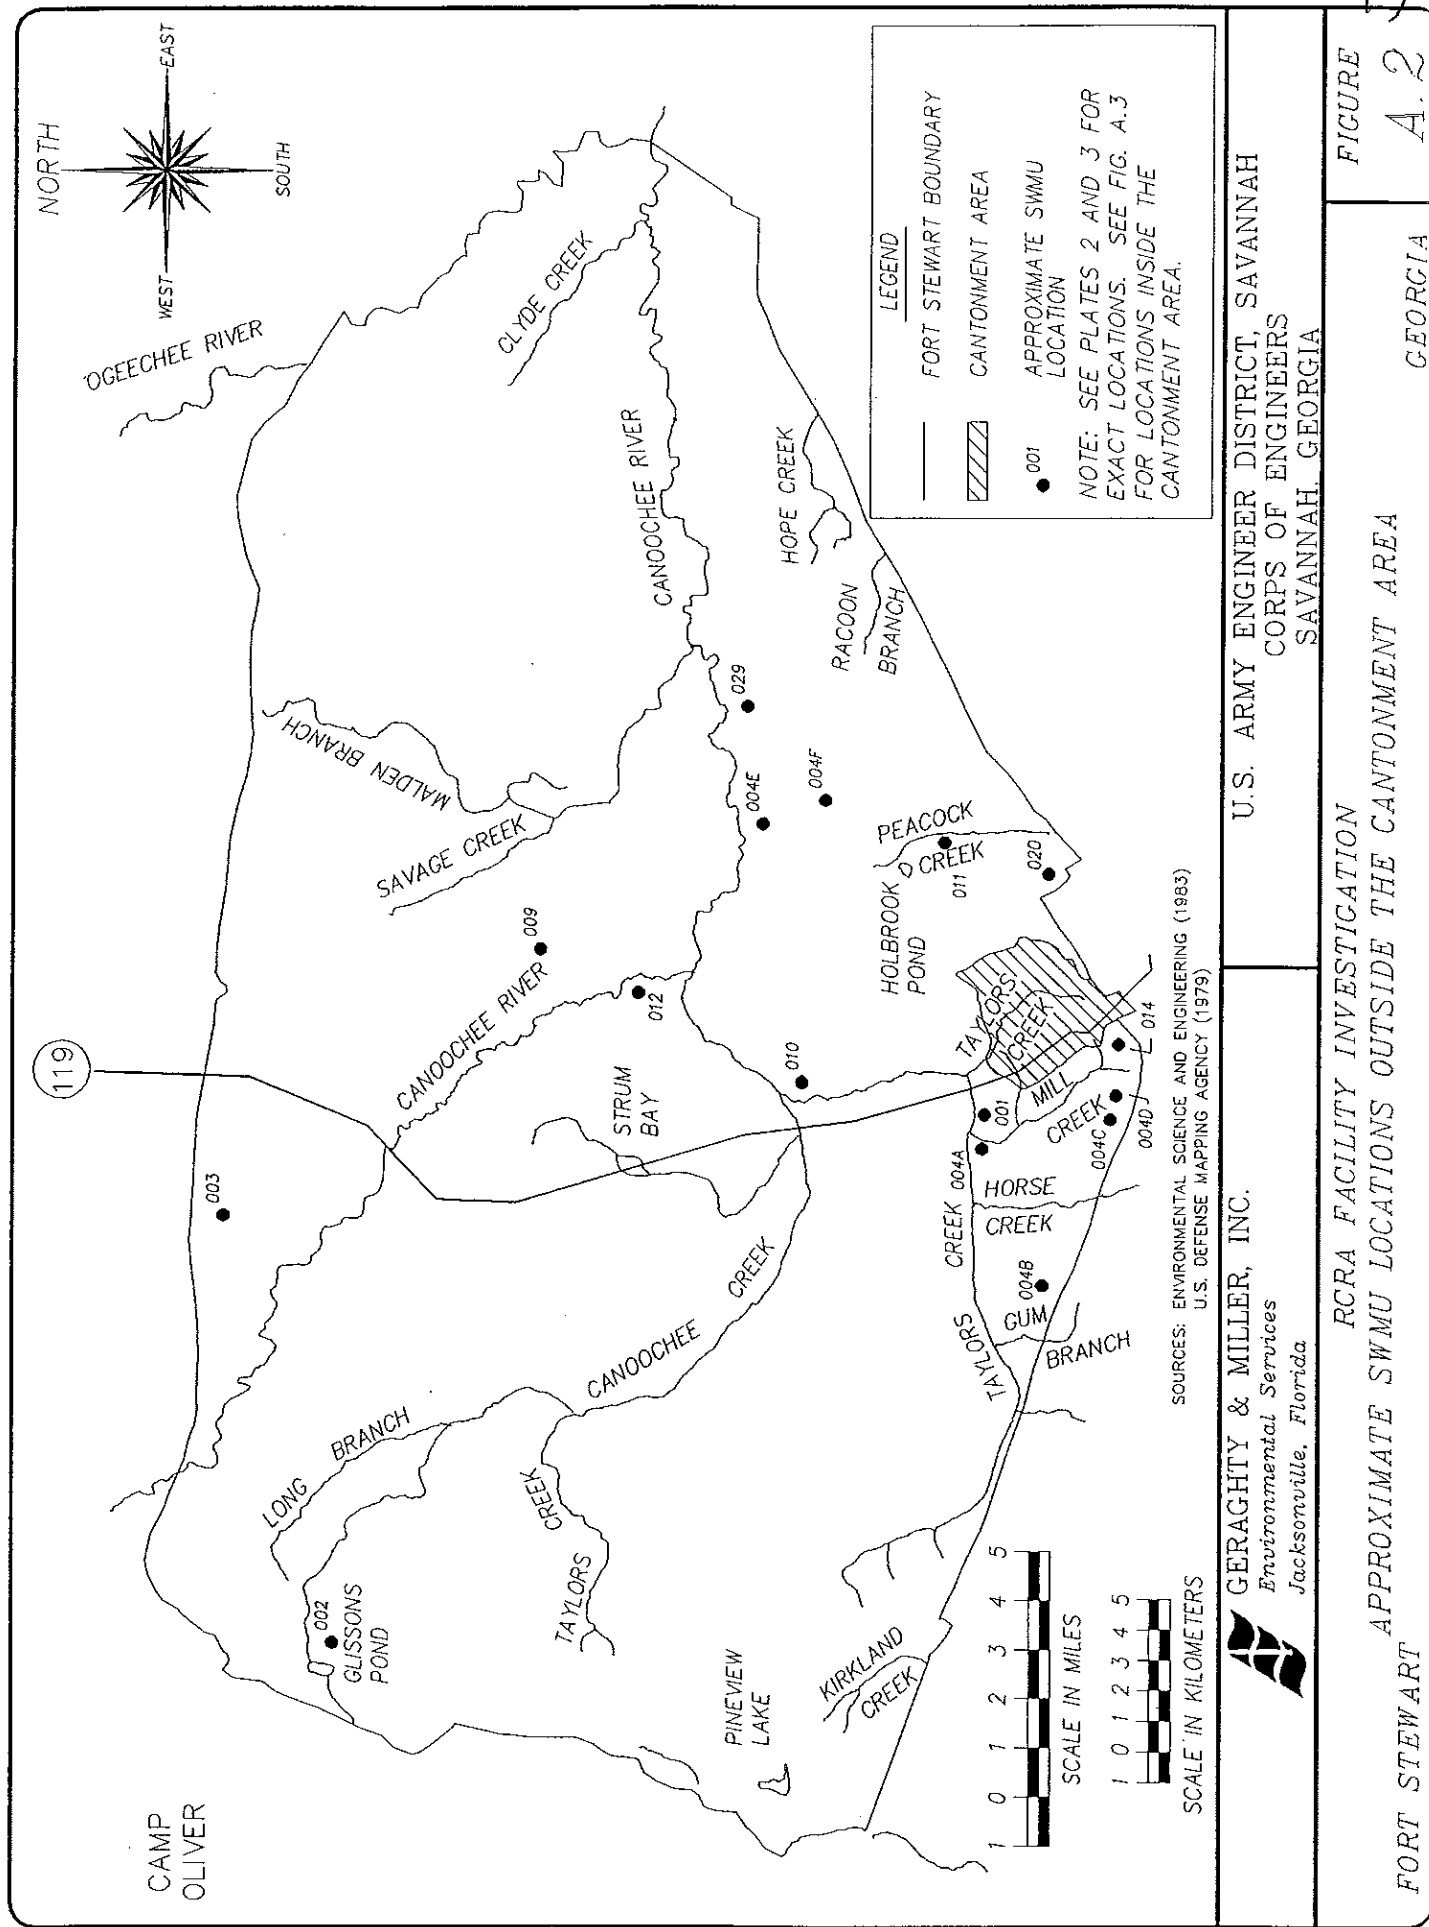 CAMP
OLIVER
119
NORTH
WEST
EAST
SOUTH
OGEECHEE RIVER
003
002
GLISSONS
POND
LONG BRANCH
CANOOCHEE RIVER
009
MALDEN BRANCH
SAVAGE CREEK
CLYDE CREEK
CANOOCHEE RIVER
012
STRUM
BAY
TAYLORS CREEK
CANOOCHEE CREEK
PINEVIEW
LAKE
010
004E
029
004F
HOPE CREEK
RACOON
BRANCH
HOLBROOK
POND
PEACOCK
CREEK
011
020
KIRKLAND
CREEK
TAYLORS CREEK
004A
001
TAYLORS
CREEK
MILL
CREEK
HORSE
CREEK
004B
GUM
BRANCH
004C
004D
014
LEGEND
FORT STEWART BOUNDARY
CANTONMENT AREA
001
APPROXIMATE SWMU
LOCATION
NOTE: SEE PLATES 2 AND 3 FOR
EXACT LOCATIONS. SEE FIG. A.3
FOR LOCATIONS INSIDE THE
CANTONMENT AREA.
1 0 1 2 3 4 5
SCALE IN MILES
1 0 1 2 3 4 5
SCALE IN KILOMETERS
SOURCES: ENVIRONMENTAL SCIENCE AND ENGINEERING (1983)
U.S. DEFENSE MAPPING AGENCY (1979)
GERAGHTY & MILLER, INC.
Environmental Services
Jacksonville, Florida
U.S. ARMY ENGINEER DISTRICT, SAVANNAH
CORPS OF ENGINEERS
SAVANNAH, GEORGIA
RCRA FACILITY INVESTIGATION
APPROXIMATE SWMU LOCATIONS OUTSIDE THE CANTONMENT AREA
FORT STEWART
GEORGIA
FIGURE
A.2